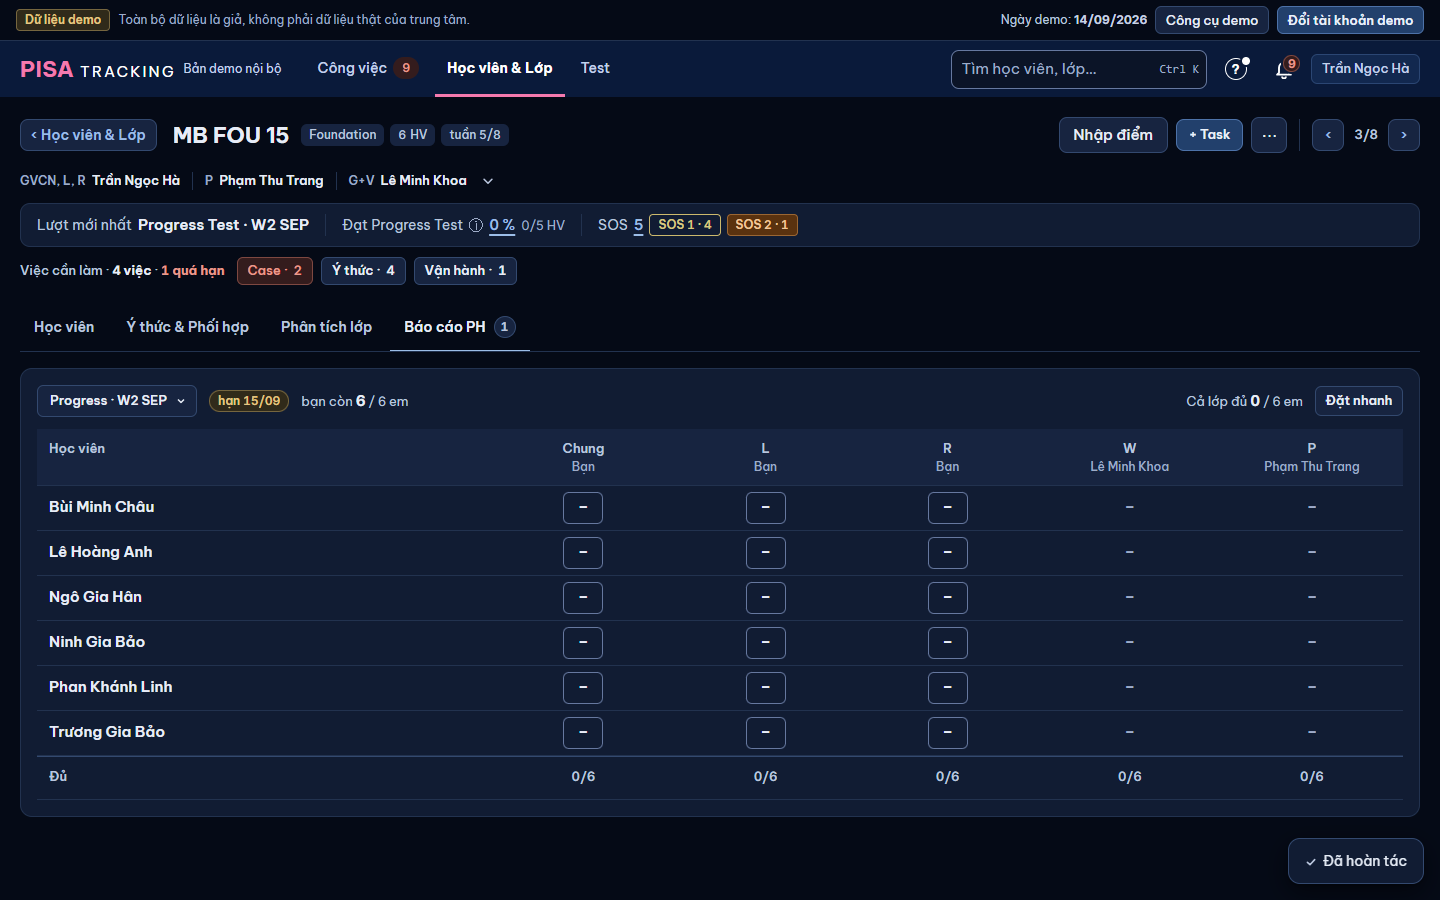 Dữ liệu demo Toàn bộ dữ liệu là giả, không phải dữ liệu thật của trung tâm. Ngày demo: 14/09/2026 Công cụ demo Đổi tài khoản demo
PISA TRACKING Bản demo nội bộ Công việc 9 Học viên & Lớp Test Tìm học viên, lớp... Ctrl K ? 9 Trần Ngọc Hà
‹ Học viên & Lớp MB FOU 15 Foundation 6 HV tuần 5/8 Nhập điểm + Task ... ‹ 3/8 ›
GVCN, L, R Trần Ngọc Hà P Phạm Thu Trang G+V Lê Minh Khoa
Lượt mới nhất Progress Test · W2 SEP Đạt Progress Test ⓘ 0 % 0/5 HV SOS 5 SOS 1 · 4 SOS 2 · 1
Việc cần làm · 4 việc · 1 quá hạn Case · 2 Ý thức · 4 Vận hành · 1
Học viên Ý thức & Phối hợp Phân tích lớp Báo cáo PH 1
Progress · W2 SEP hạn 15/09 bạn còn 6 / 6 em Cả lớp đủ 0 / 6 em Đặt nhanh
Học viên Chung L R W P
Bạn Bạn Bạn Lê Minh Khoa Phạm Thu Trang
Bùi Minh Châu – – – – –
Lê Hoàng Anh – – – – –
Ngô Gia Hân – – – – –
Ninh Gia Bảo – – – – –
Phan Khánh Linh – – – – –
Trương Gia Bảo – – – – –
Đủ 0/6 0/6 0/6 0/6 0/6
✓ Đã hoàn tác